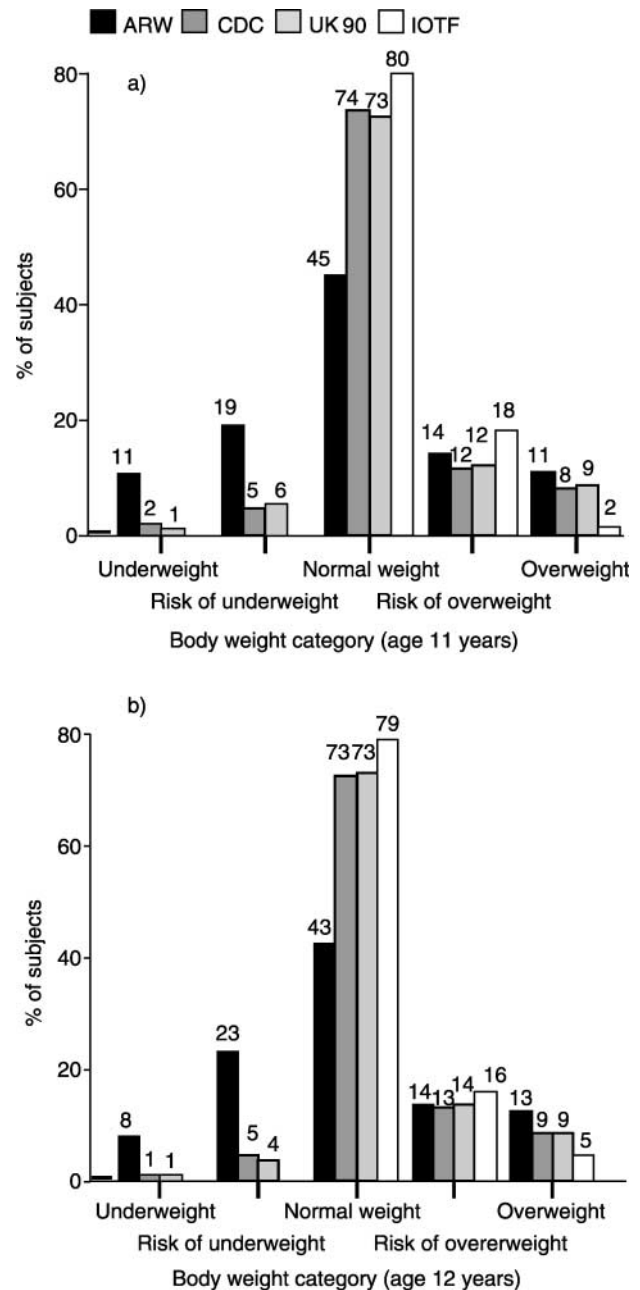 ARW CDC UK 90 IOTF
a)
80
60
40
20
0
% of subjects
11 2 1
19 5 6
45 74 73 80
14 12 12 18
11 8 9 2
Underweight Normal weight Overweight
Risk of underweight Risk of overweight
Body weight category (age 11 years)
b)
80
60
40
20
0
% of subjects
8 1 1
23 5 4
43 73 73 79
14 13 14 16
13 9 9 5
Underweight Normal weight Overweight
Risk of underweight Risk of overerweight
Body weight category (age 12 years)